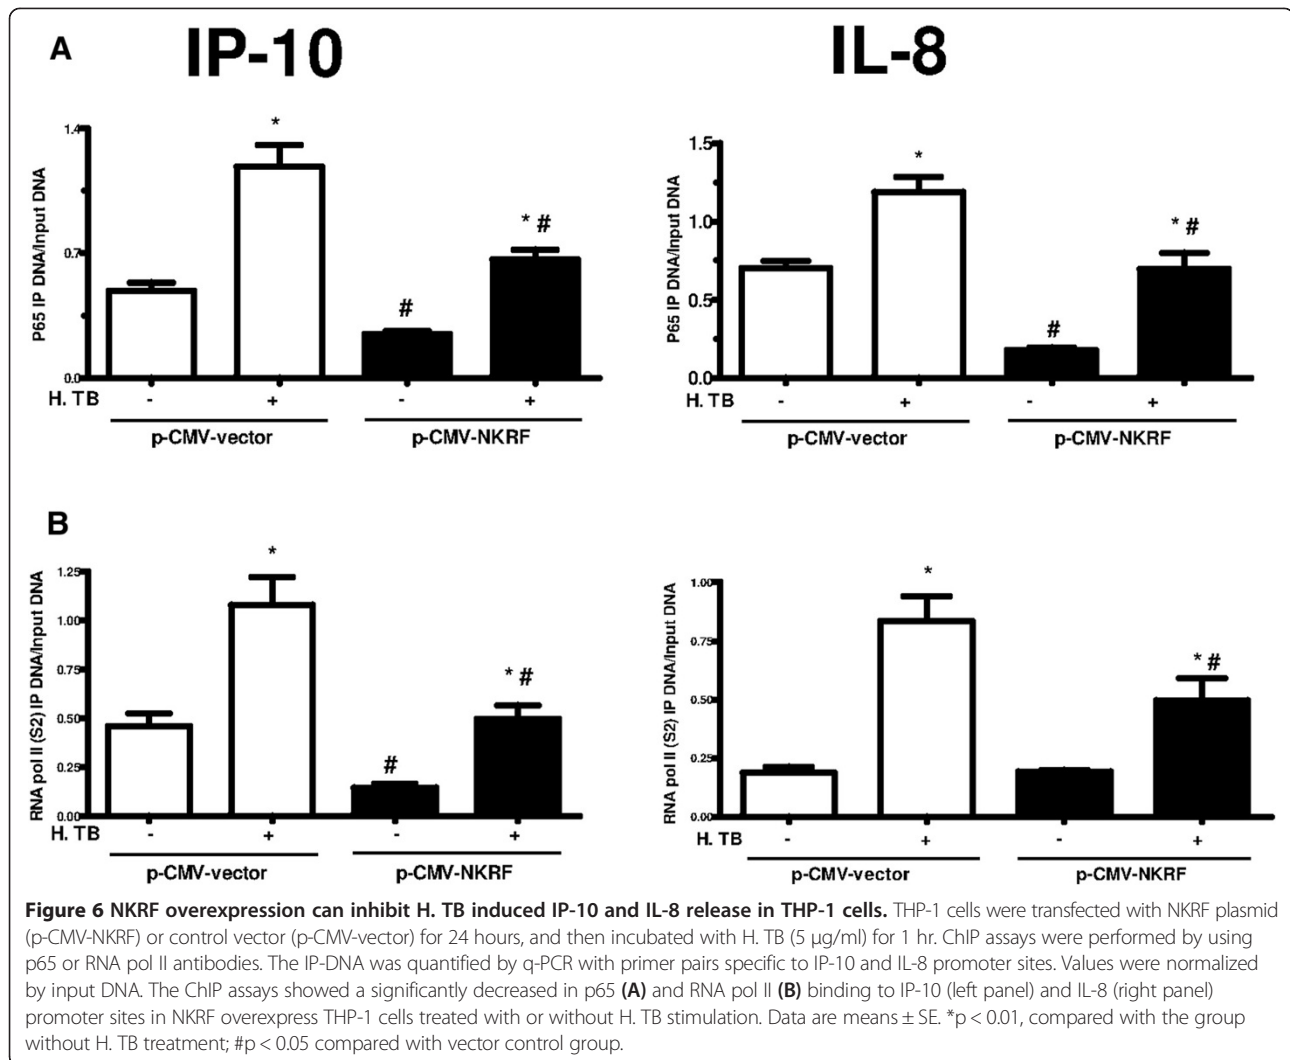 A
IP-10
IL-8
P65 IP DNA/Input DNA
1.4
0.7
0.0
*
#
* #
H. TB - + - +
p-CMV-vector p-CMV-NKRF
P65 IP DNA/Input DNA
1.5
1.0
0.5
0.0
*
#
* #
H. TB - + - +
p-CMV-vector p-CMV-NKRF
B
RNA pol II (S2) IP DNA/Input DNA
1.25
1.00
0.75
0.50
0.25
0.00
*
#
* #
H. TB - + - +
p-CMV-vector p-CMV-NKRF
RNA pol II (S2) IP DNA/Input DNA
1.00
0.75
0.50
0.25
0.00
*
* #
H. TB - + - +
p-CMV-vector p-CMV-NKRF
Figure 6 NKRF overexpression can inhibit H. TB induced IP-10 and IL-8 release in THP-1 cells. THP-1 cells were transfected with NKRF plasmid
(p-CMV-NKRF) or control vector (p-CMV-vector) for 24 hours, and then incubated with H. TB (5 μg/ml) for 1 hr. ChIP assays were performed by using
p65 or RNA pol II antibodies. The IP-DNA was quantified by q-PCR with primer pairs specific to IP-10 and IL-8 promoter sites. Values were normalized
by input DNA. The ChIP assays showed a significantly decreased in p65 (A) and RNA pol II (B) binding to IP-10 (left panel) and IL-8 (right panel)
promoter sites in NKRF overexpress THP-1 cells treated with or without H. TB stimulation. Data are means ± SE. *p < 0.01, compared with the group
without H. TB treatment; #p < 0.05 compared with vector control group.